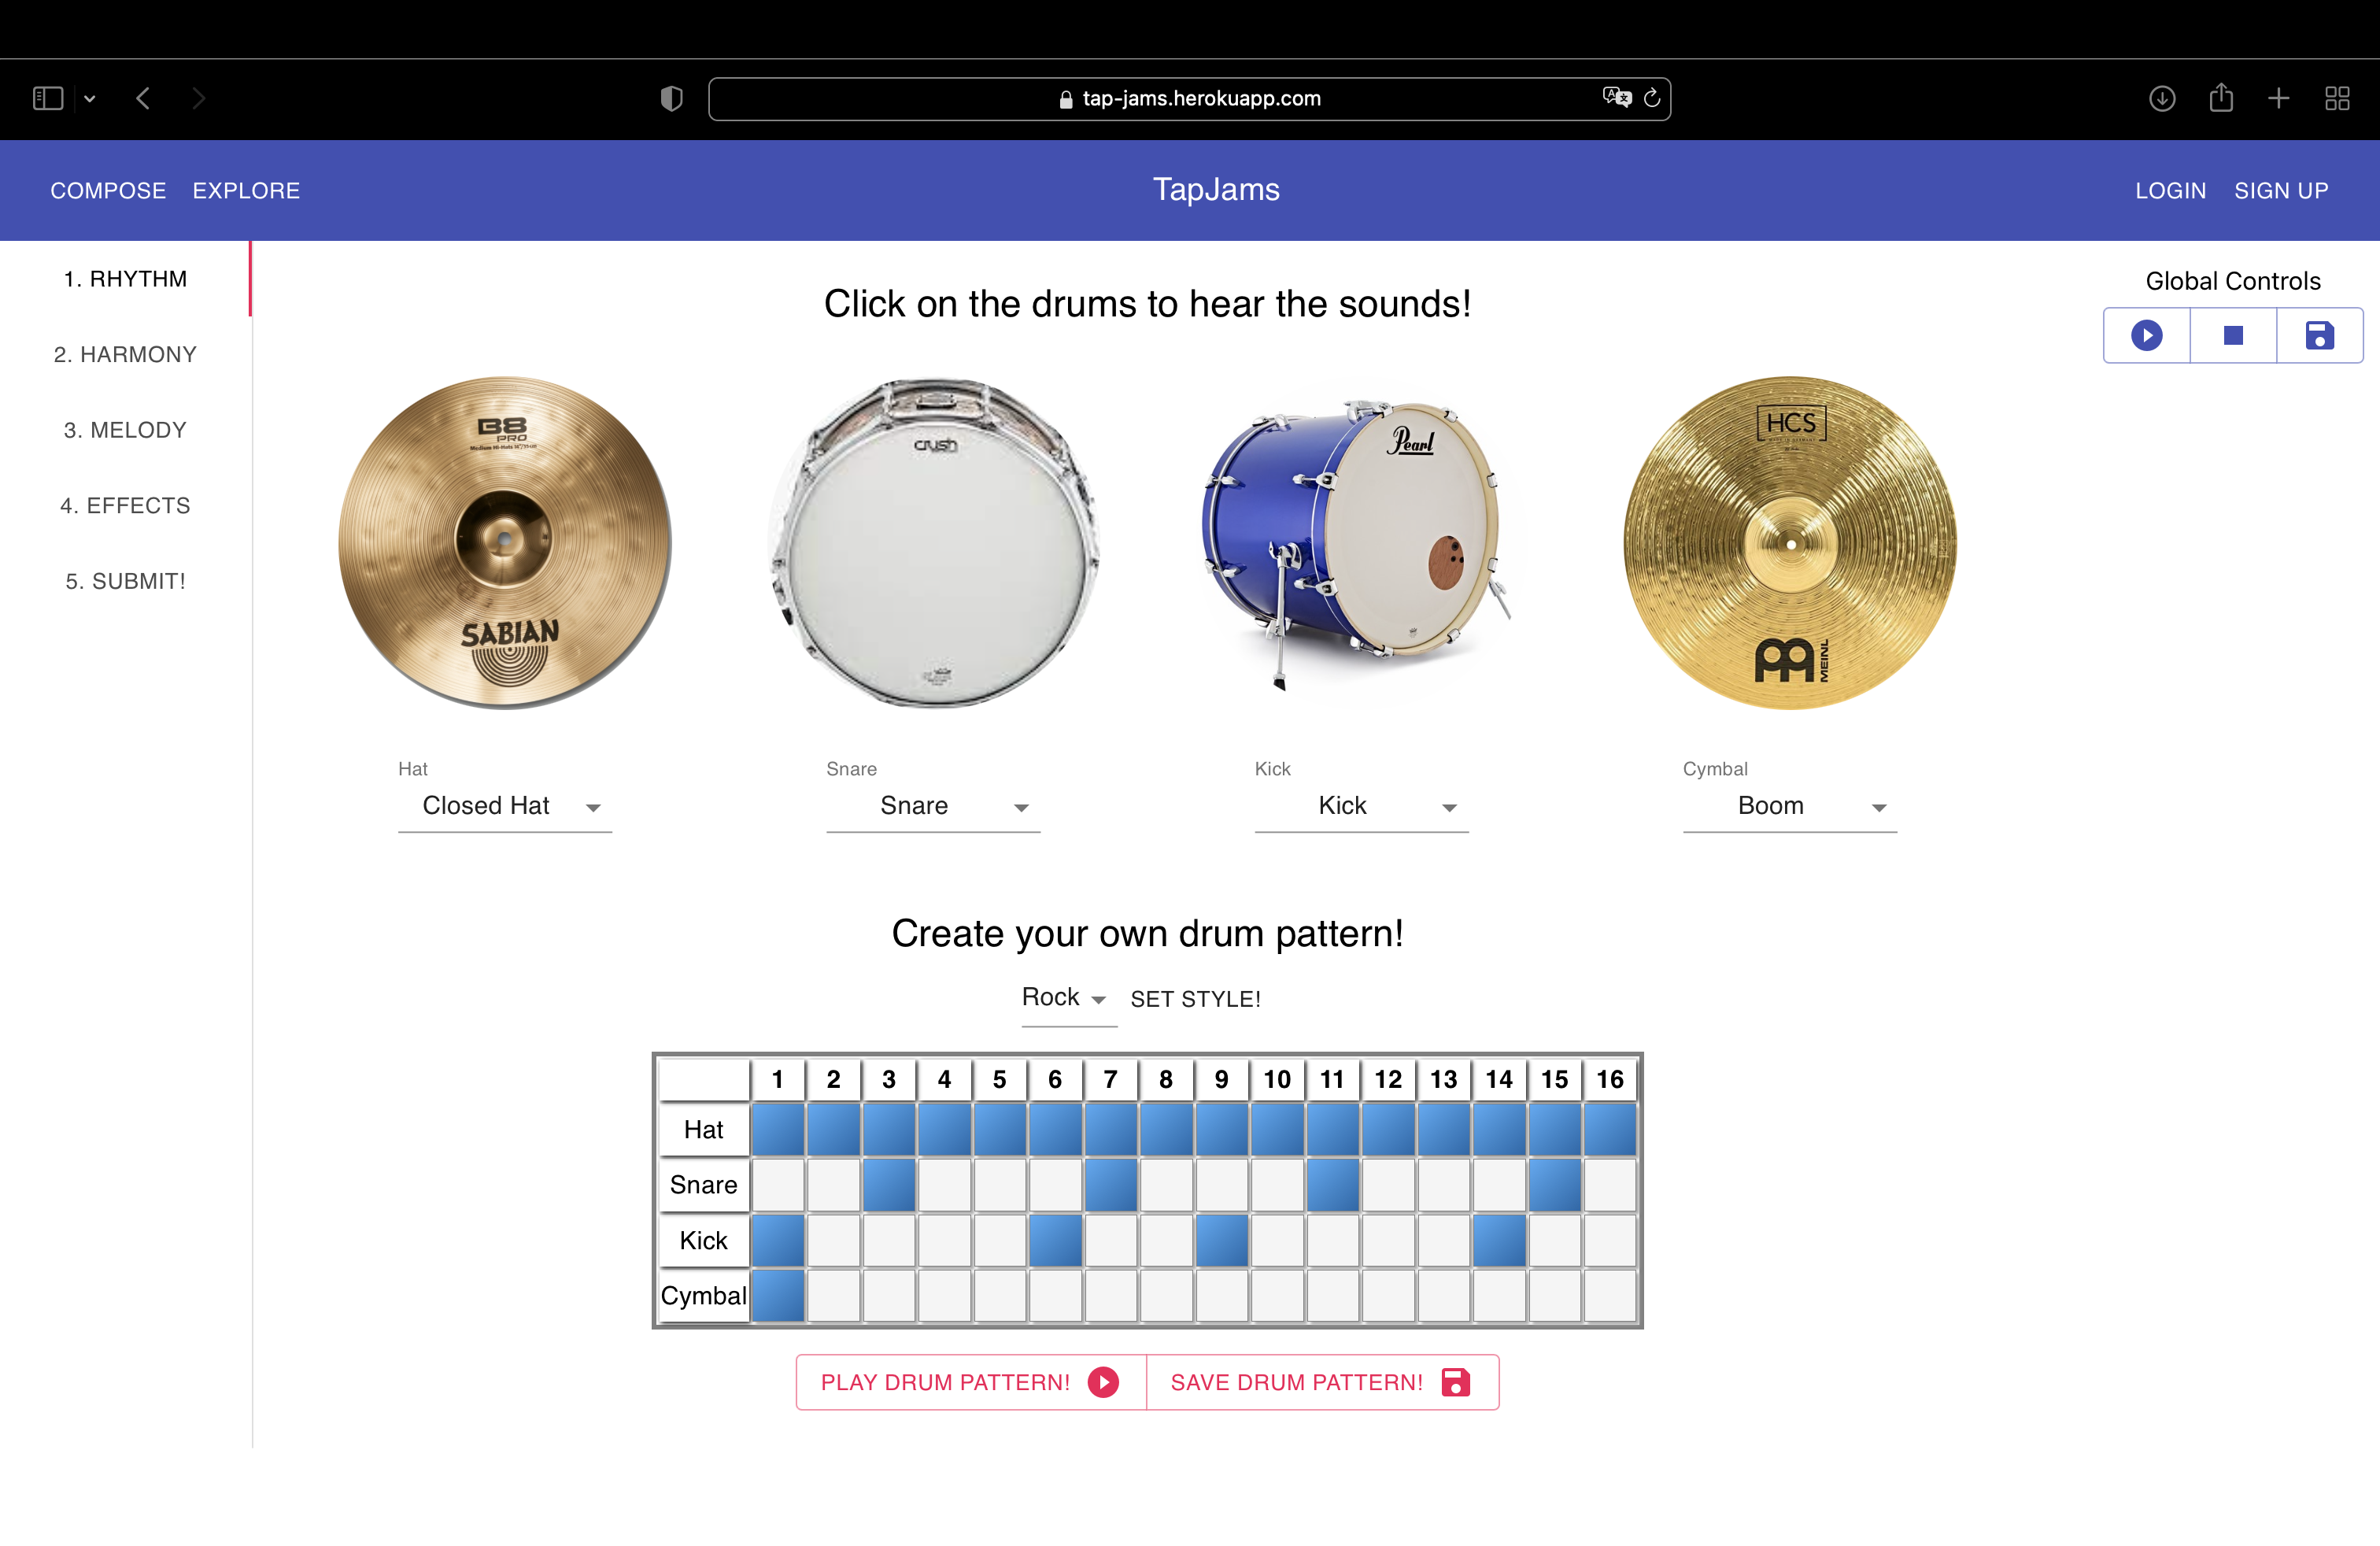 tap-jams.herokuapp.com
COMPOSE EXPLORE TapJams LOGIN SIGN UP
1. RHYTHM
2. HARMONY
3. MELODY
4. EFFECTS
5. SUBMIT!
Global Controls
Click on the drums to hear the sounds!
B8
PRO
SABIAN
crush
Pearl
HCS
MEINL
Hat Snare Kick Cymbal
Closed Hat Snare Kick Boom
Create your own drum pattern!
Rock SET STYLE!
1 2 3 4 5 6 7 8 9 10 11 12 13 14 15 16
Hat
Snare
Kick
Cymbal
PLAY DRUM PATTERN! SAVE DRUM PATTERN!